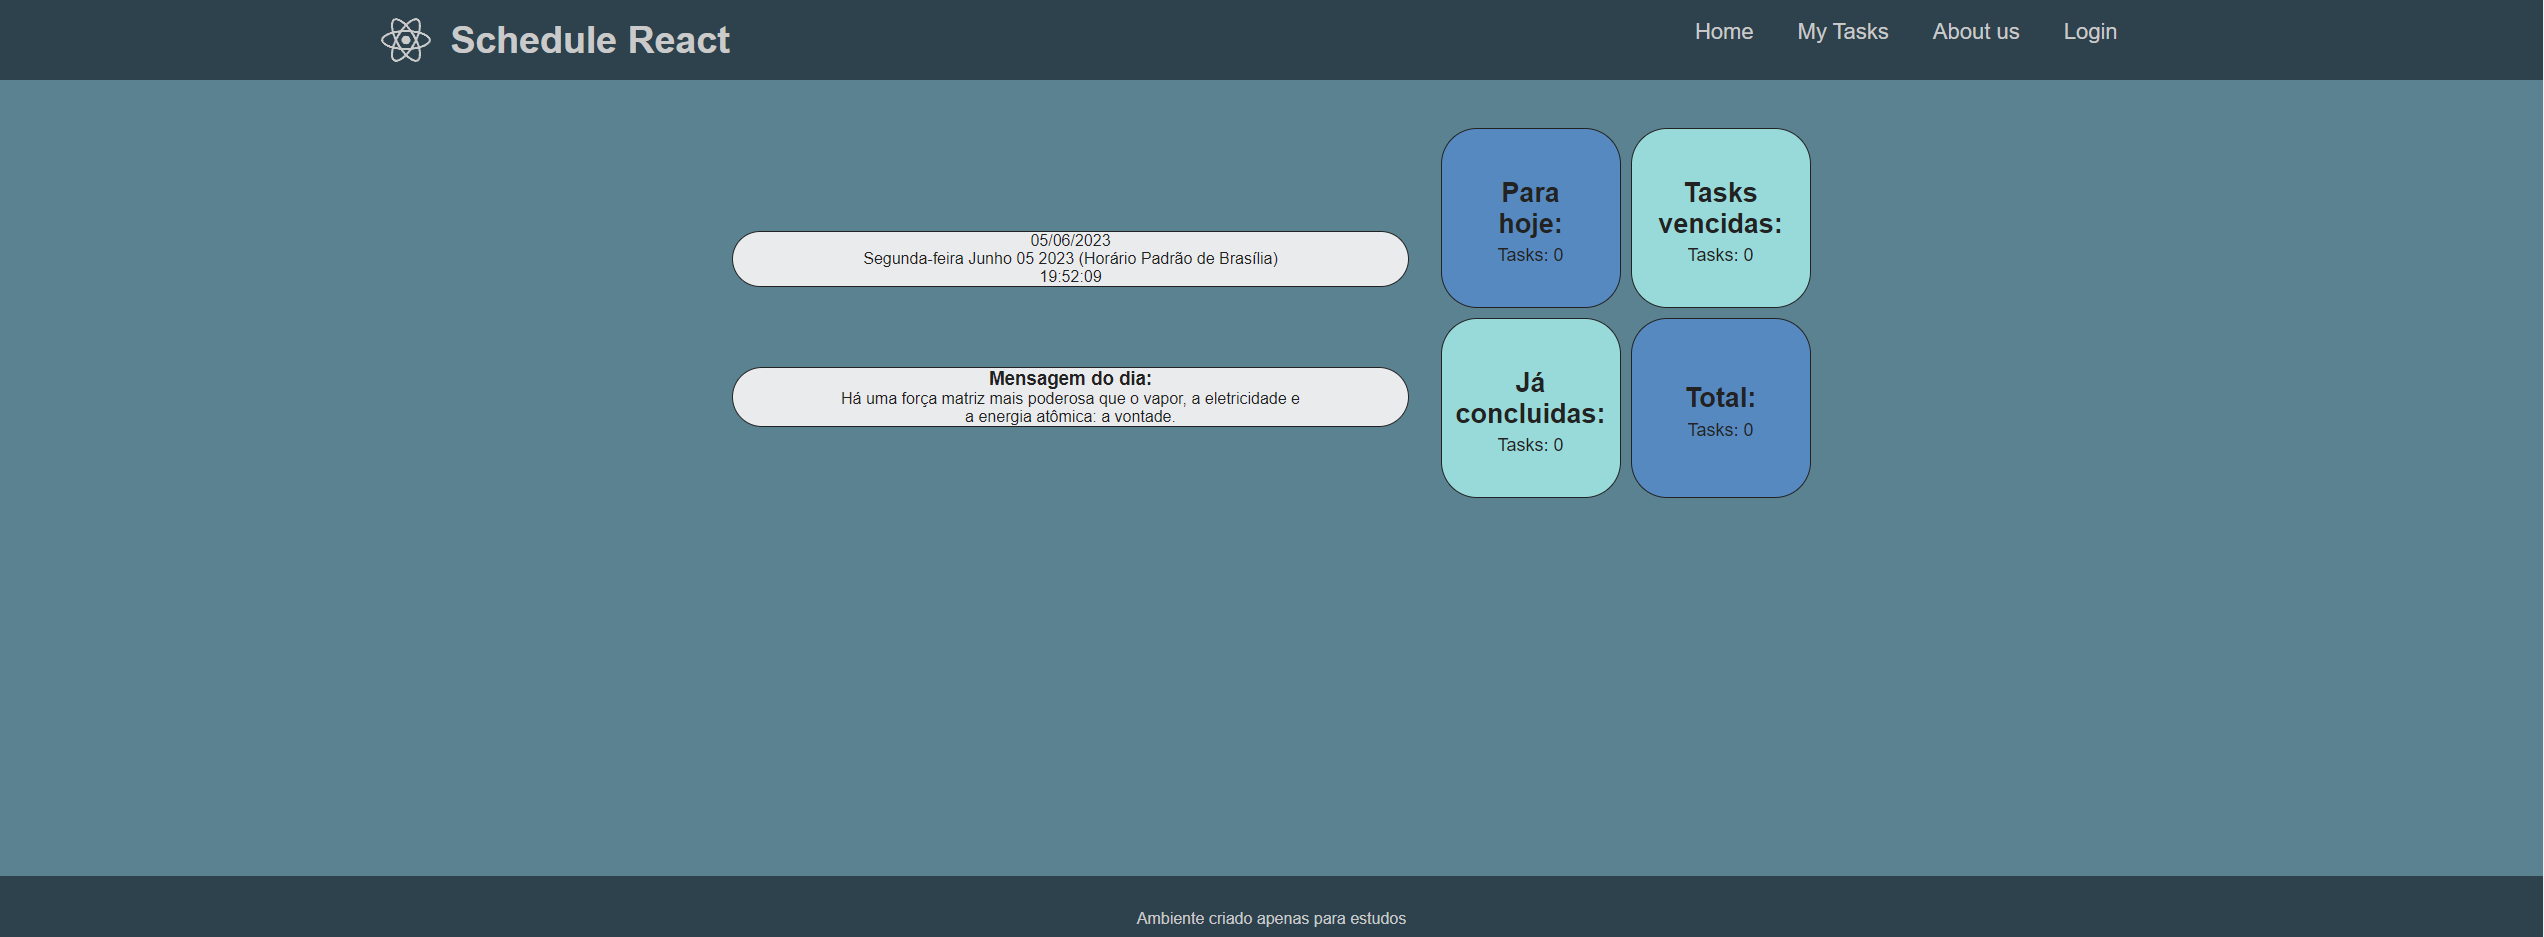 Schedule React
Home
My Tasks
About us
Login
05/06/2023
Segunda-feira Junho 05 2023 (Horário Padrão de Brasília)
19:52:09
Mensagem do dia:
Há uma força matriz mais poderosa que o vapor, a eletricidade e
a energia atômica: a vontade.
Para
hoje:
Tasks: 0
Tasks
vencidas:
Tasks: 0
Já
concluidas:
Tasks: 0
Total:
Tasks: 0
Ambiente criado apenas para estudos